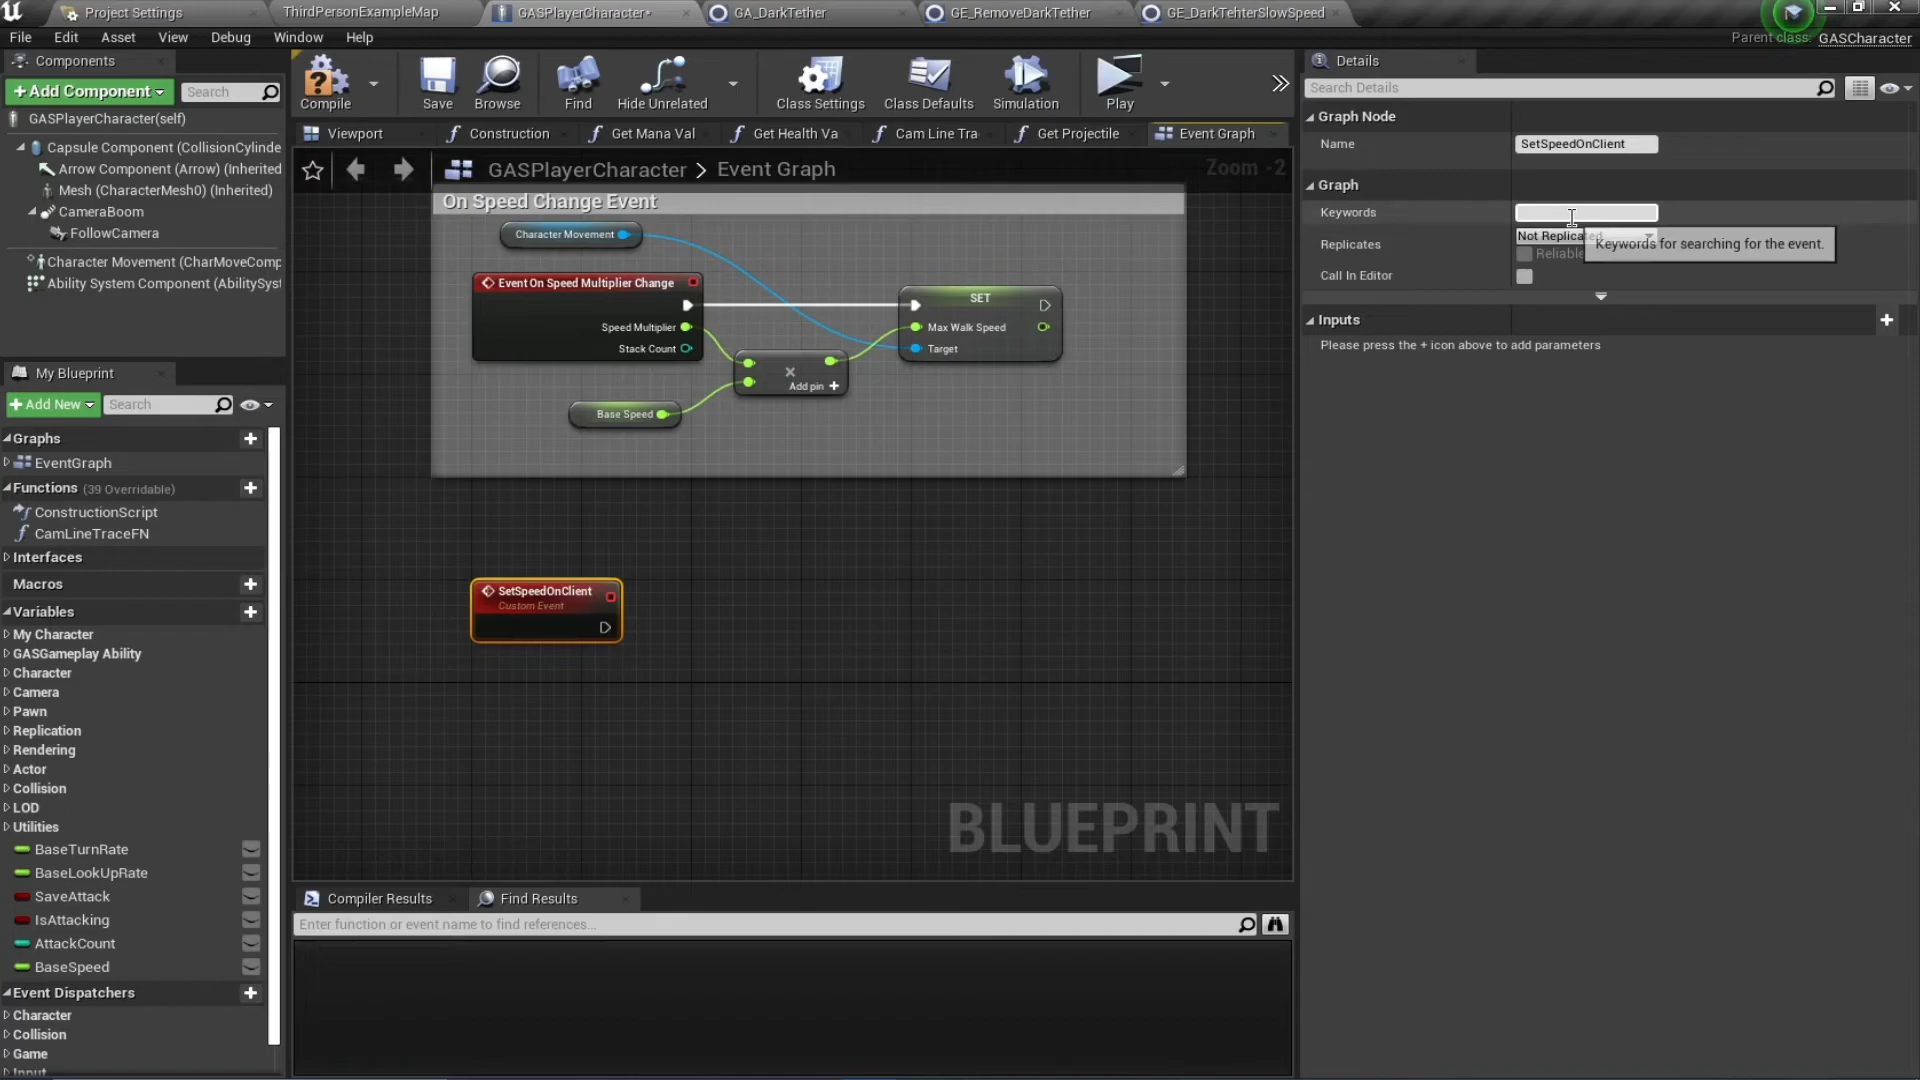 Project Settings
ThirdPersonExampleMap
GASPlayerCharacter*
GA_DarkTether
GE_RemoveDarkTether
GE_DarkTehterSlowSpeed
File Edit Asset View Debug Window Help
Parent class: GASCharacter
Components
+ Add Component
Search
GASPlayerCharacter(self)
Capsule Component (CollisionCylinde
Arrow Component (Arrow) (Inherited
Mesh (CharacterMesh0) (Inherited)
CameraBoom
FollowCamera
Character Movement (CharMoveComp
Ability System Component (AbilitySyst
My Blueprint
+ Add New
Search
Graphs
EventGraph
Functions (39 Overridable)
ConstructionScript
CamLineTraceFN
Interfaces
Macros
Variables
My Character
GASGameplay Ability
Character
Camera
Pawn
Replication
Rendering
Actor
Collision
LOD
Utilities
BaseTurnRate
BaseLookUpRate
SaveAttack
IsAttacking
AttackCount
BaseSpeed
Event Dispatchers
Character
Collision
Game
Input
Compile
Save
Browse
Find
Hide Unrelated
Class Settings
Class Defaults
Simulation
Play
Viewport
Construction
Get Mana Val
Get Health Va
Cam Line Tra
Get Projectile
Event Graph
GASPlayerCharacter > Event Graph
Zoom -2
On Speed Change Event
Character Movement
Event On Speed Multiplier Change
Speed Multiplier
Stack Count
Base Speed
Add pin +
SET
Max Walk Speed
Target
SetSpeedOnClient
Custom Event
BLUEPRINT
Compiler Results
Find Results
Enter function or event name to find references...
Details
Search Details
Graph Node
Name
SetSpeedOnClient
Graph
Keywords
Replicates
Not Replicated
Reliable
Keywords for searching for the event.
Call In Editor
Inputs
Please press the + icon above to add parameters